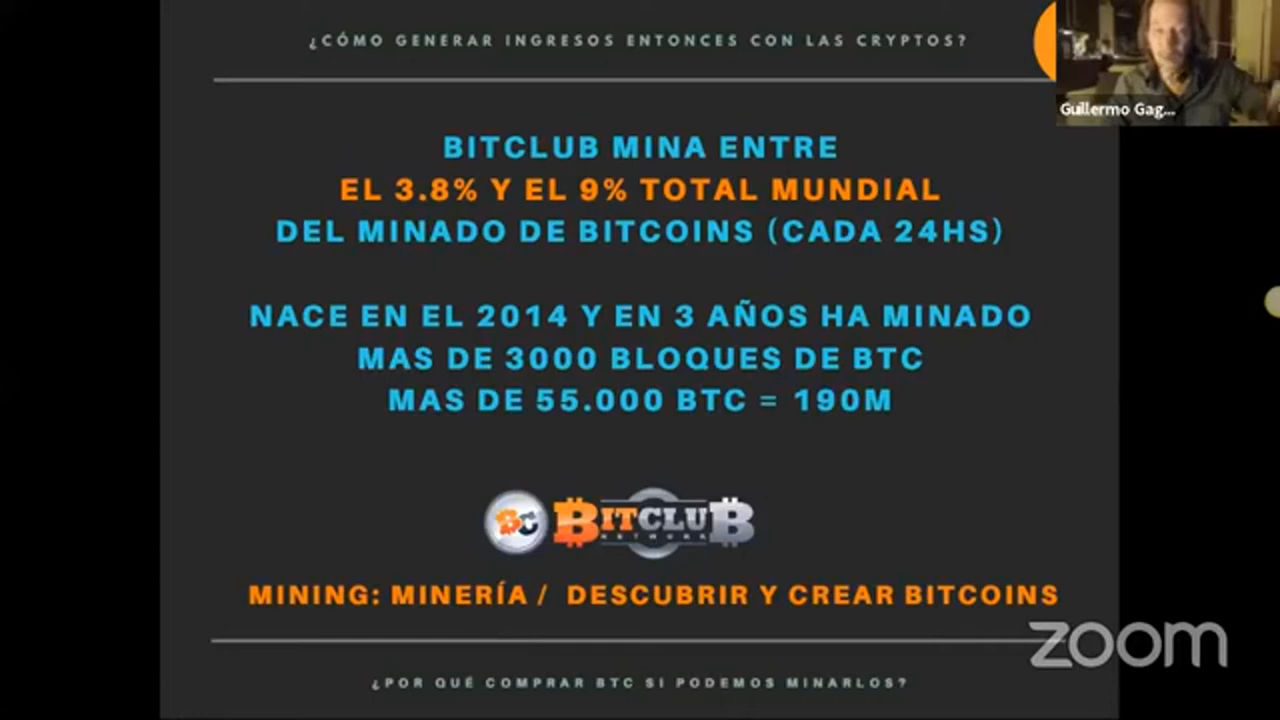 ¿CÓMO GENERAR INGRESOS ENTONCES CON LAS CRYPTOS?
Guillermo Gag...
BITCLUB MINA ENTRE
EL 3.8% Y EL 9% TOTAL MUNDIAL
DEL MINADO DE BITCOINS (CADA 24HS)
NACE EN EL 2014 Y EN 3 AÑOS HA MINADO
MAS DE 3000 BLOQUES DE BTC
MAS DE 55.000 BTC = 190M
BC BITCLUB
NETWORK
MINING: MINERÍA / DESCUBRIR Y CREAR BITCOINS
zoom
¿POR QUÉ COMPRAR BTC SI PODEMOS MINARLOS?